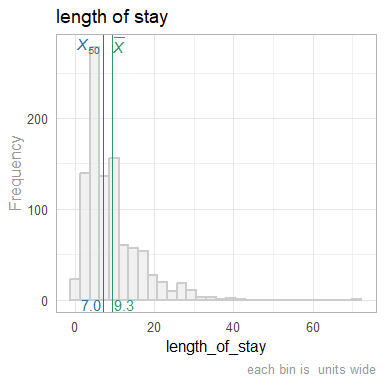 length of stay
X50 X̅
Frequency
200
100
0
7.0 9.3
0 20 40 60
length_of_stay
each bin is  units wide